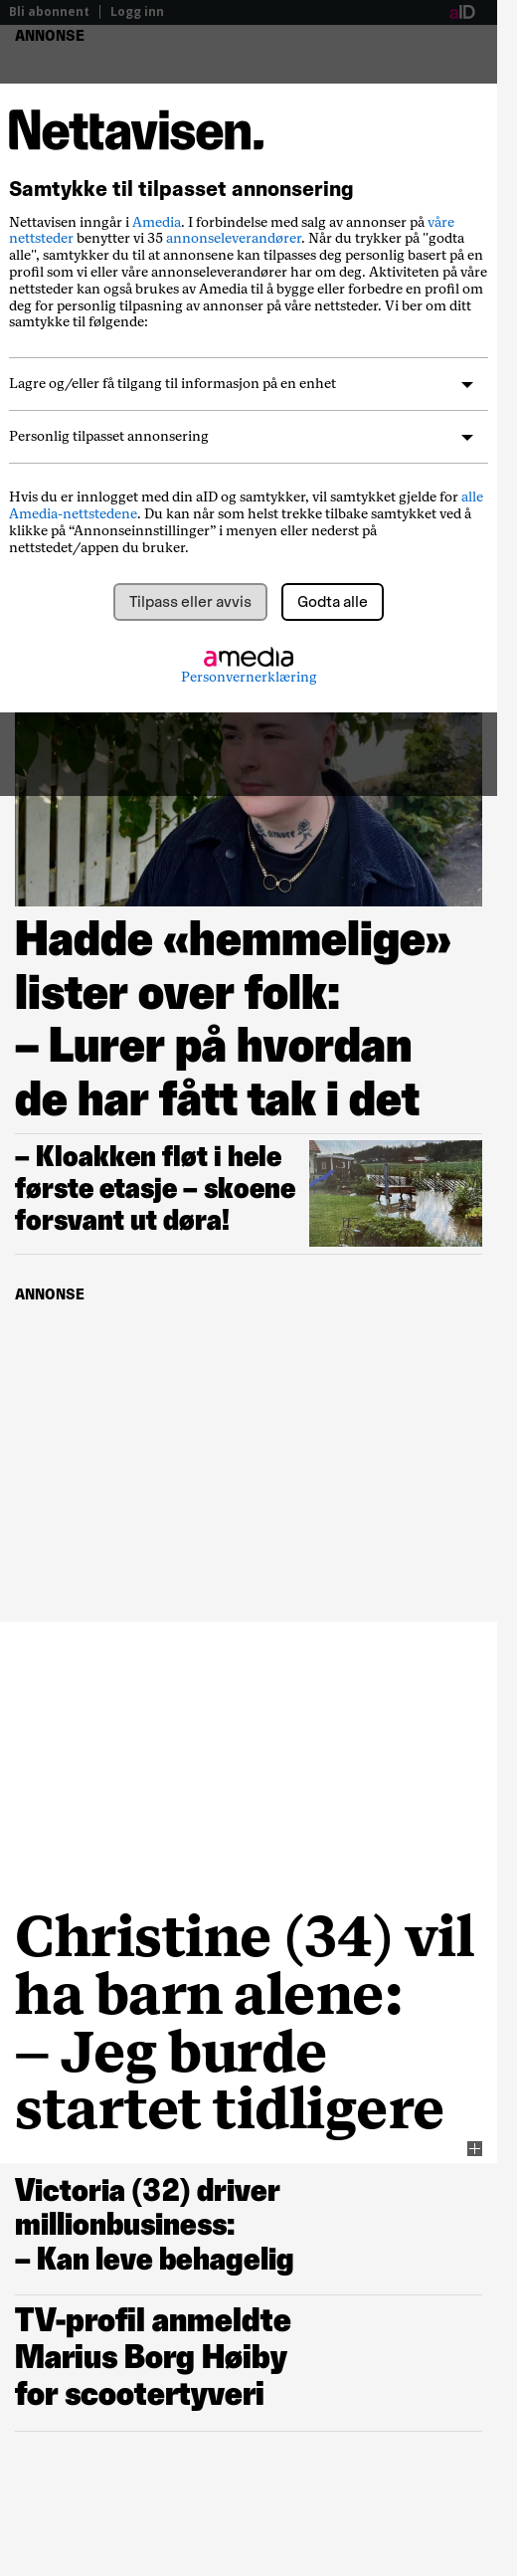 Bli abonnent | Logg inn aID
ANNONSE
Nettavisen.
Samtykke til tilpasset annonsering
Nettavisen inngår i Amedia. I forbindelse med salg av annonser på våre
nettsteder benytter vi 35 annonseleverandører. Når du trykker på "godta
alle", samtykker du til at annonsene kan tilpasses deg personlig basert på en
profil som vi eller våre annonseleverandører har om deg. Aktiviteten på våre
nettsteder kan også brukes av Amedia til å bygge eller forbedre en profil om
deg for personlig tilpasning av annonser på våre nettsteder. Vi ber om ditt
samtykke til følgende:
Lagre og/eller få tilgang til informasjon på en enhet
Personlig tilpasset annonsering
Hvis du er innlogget med din aID og samtykker, vil samtykket gjelde for alle
Amedia-nettstedene. Du kan når som helst trekke tilbake samtykket ved å
klikke på “Annonseinnstillinger” i menyen eller nederst på
nettstedet/appen du bruker.
Tilpass eller avvis Godta alle
amedia
Personvernerklæring
amore
Hadde «hemmelige»
lister over folk:
– Lurer på hvordan
de har fått tak i det
– Kloakken fløt i hele
første etasje – skoene
forsvant ut døra!
ANNONSE
Christine (34) vil
ha barn alene:
– Jeg burde
startet tidligere
Victoria (32) driver
millionbusiness:
– Kan leve behagelig
TV-profil anmeldte
Marius Borg Høiby
for scootertyveri